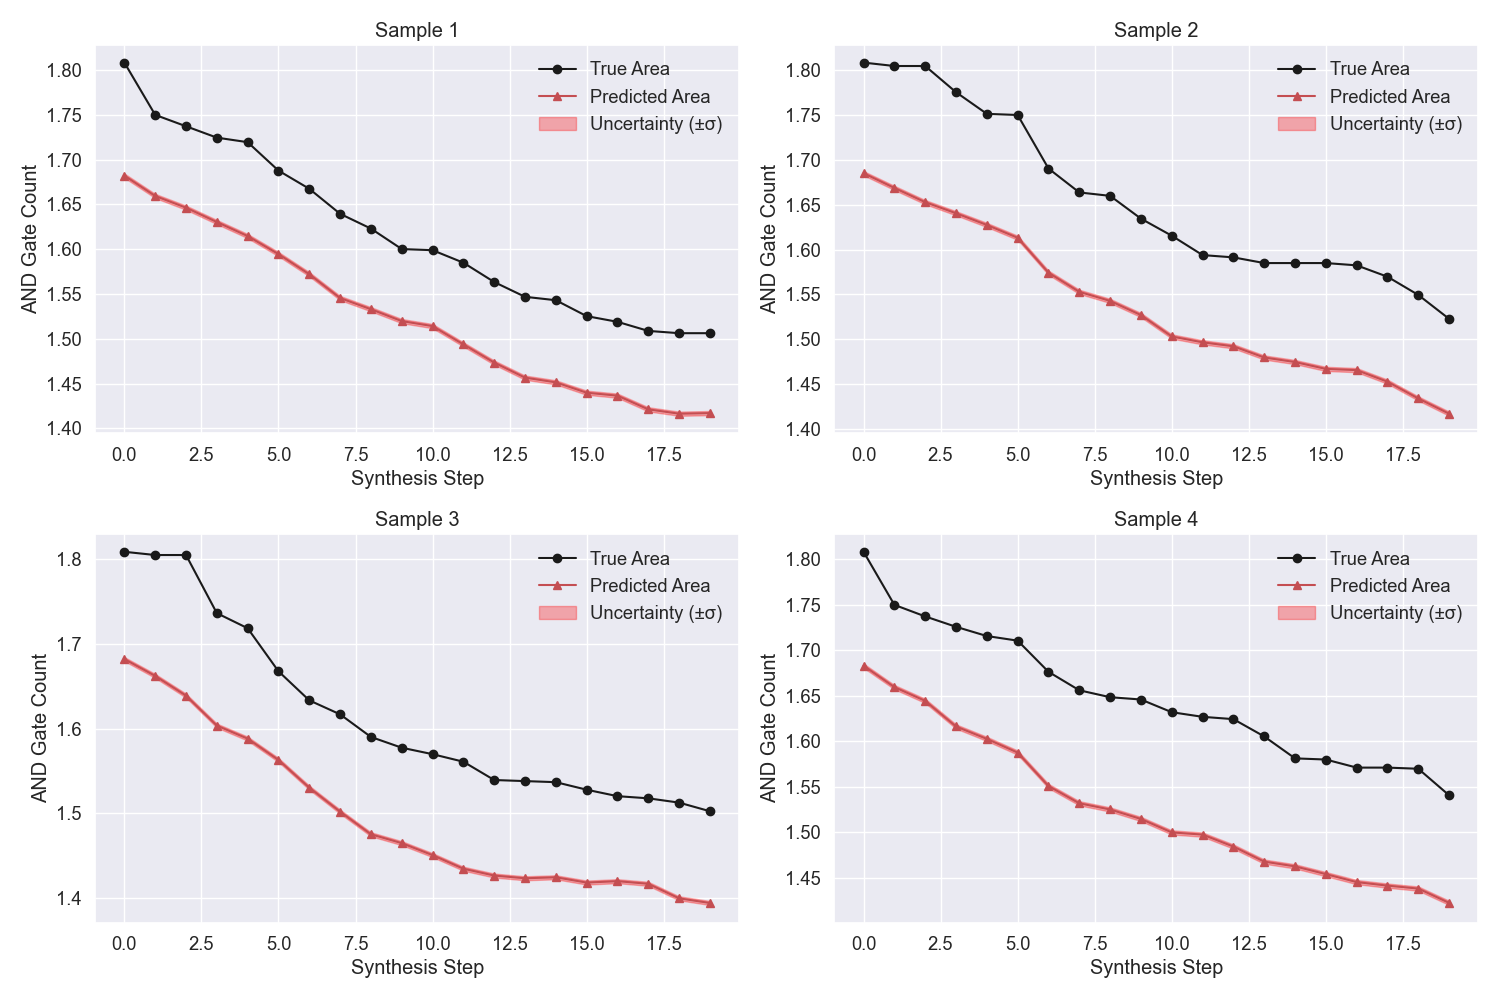 Sample 1
AND Gate Count
1.80
1.75
1.70
1.65
1.60
1.55
1.50
1.45
1.40
True Area
Predicted Area
Uncertainty (±σ)
0.0 2.5 5.0 7.5 10.0 12.5 15.0 17.5
Synthesis Step
Sample 2
AND Gate Count
1.80
1.75
1.70
1.65
1.60
1.55
1.50
1.45
1.40
True Area
Predicted Area
Uncertainty (±σ)
0.0 2.5 5.0 7.5 10.0 12.5 15.0 17.5
Synthesis Step
Sample 3
AND Gate Count
1.8
1.7
1.6
1.5
1.4
True Area
Predicted Area
Uncertainty (±σ)
0.0 2.5 5.0 7.5 10.0 12.5 15.0 17.5
Synthesis Step
Sample 4
AND Gate Count
1.80
1.75
1.70
1.65
1.60
1.55
1.50
1.45
True Area
Predicted Area
Uncertainty (±σ)
0.0 2.5 5.0 7.5 10.0 12.5 15.0 17.5
Synthesis Step